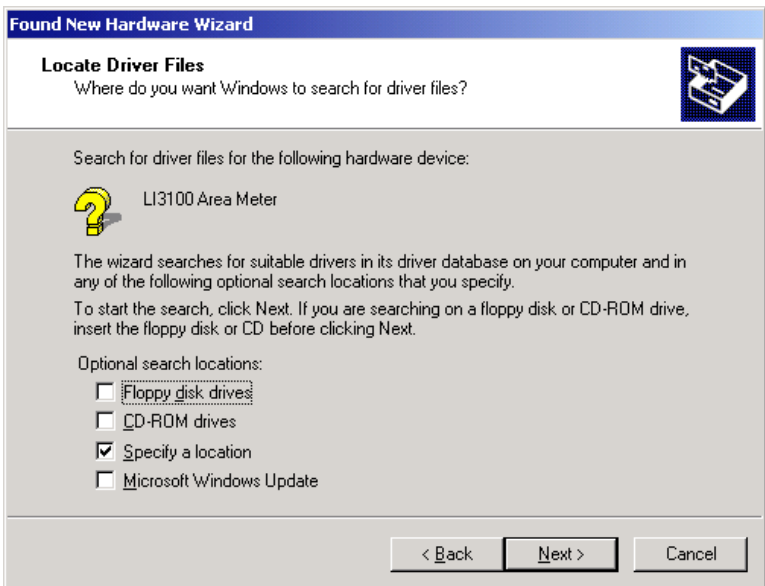 Found New Hardware Wizard
Locate Driver Files
Where do you want Windows to search for driver files?
Search for driver files for the following hardware device:
LI3100 Area Meter
The wizard searches for suitable drivers in its driver database on your computer and in
any of the following optional search locations that you specify.
To start the search, click Next. If you are searching on a floppy disk or CD-ROM drive,
insert the floppy disk or CD before clicking Next.
Optional search locations:
Floppy disk drives
CD-ROM drives
Specify a location
Microsoft Windows Update
< Back
Next >
Cancel